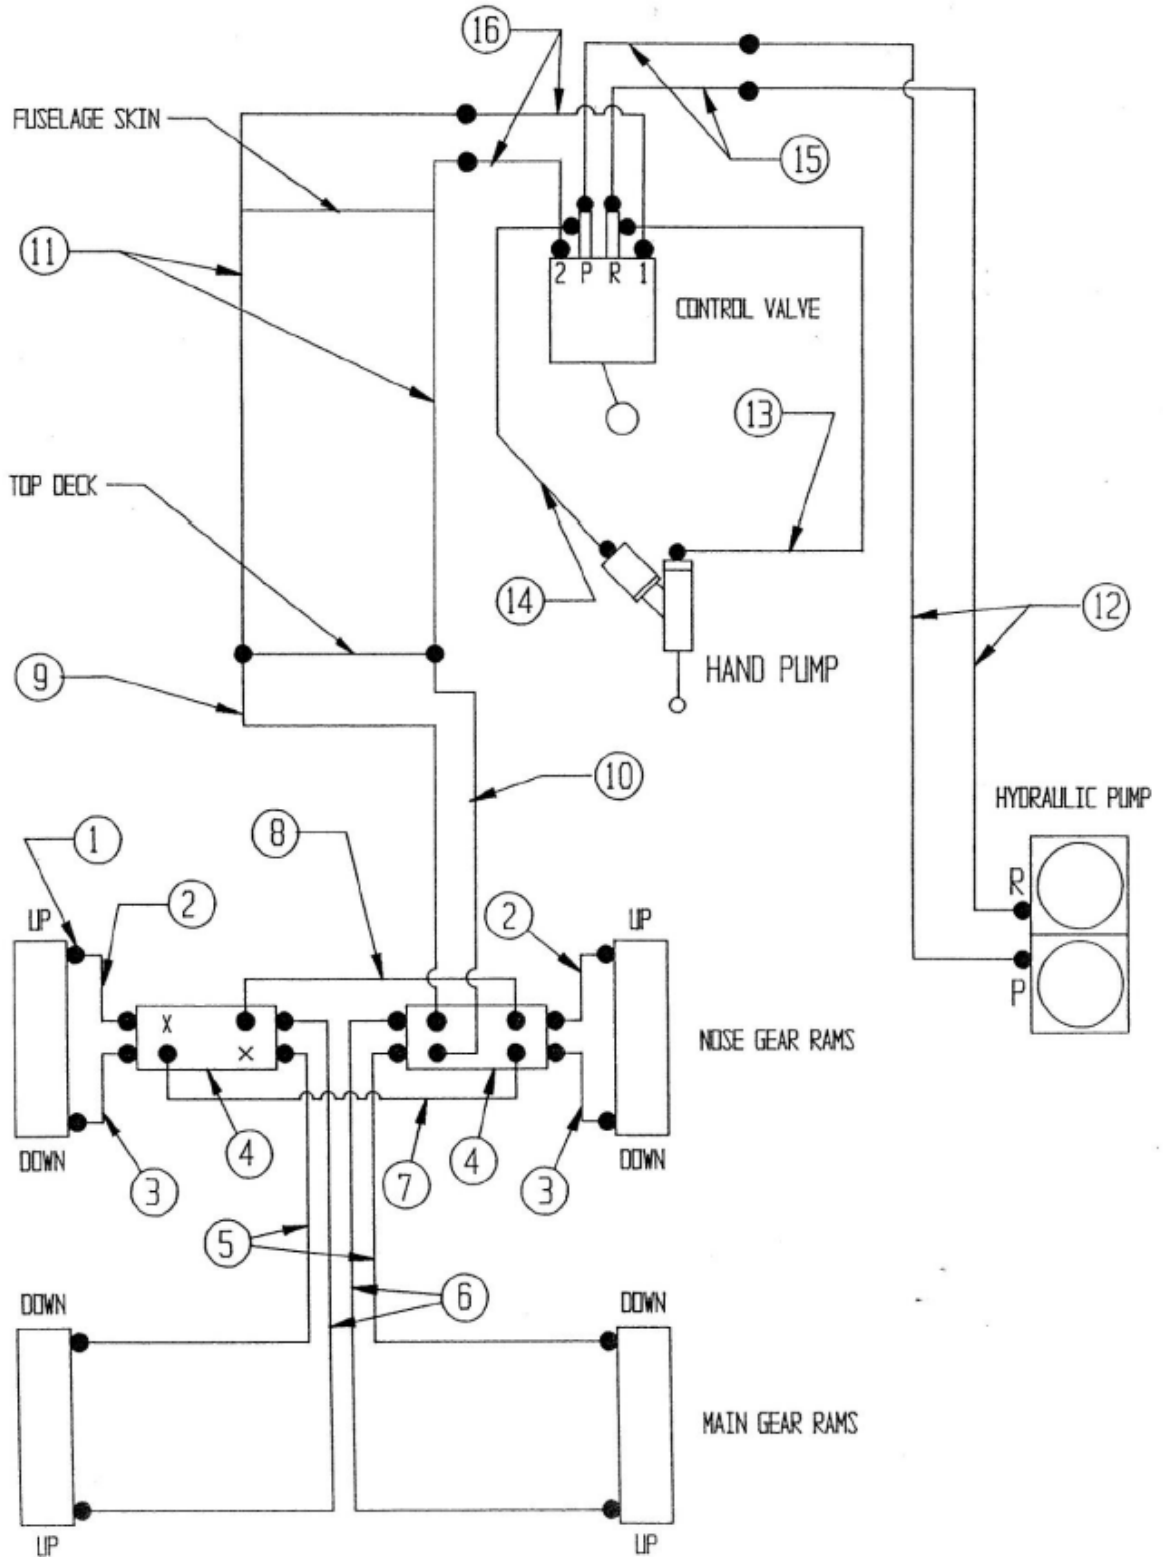 16
15
FUSELAGE SKIN
11
2 P R 1
CONTROL VALVE
13
TOP DECK
14
12
HAND PUMP
9
10
HYDRAULIC PUMP
R
P
8
1
2
2
UP
UP
X
X
NOSE GEAR RAMS
4
4
DOWN
DOWN
3
7
3
5
6
DOWN
DOWN
MAIN GEAR RAMS
UP
UP